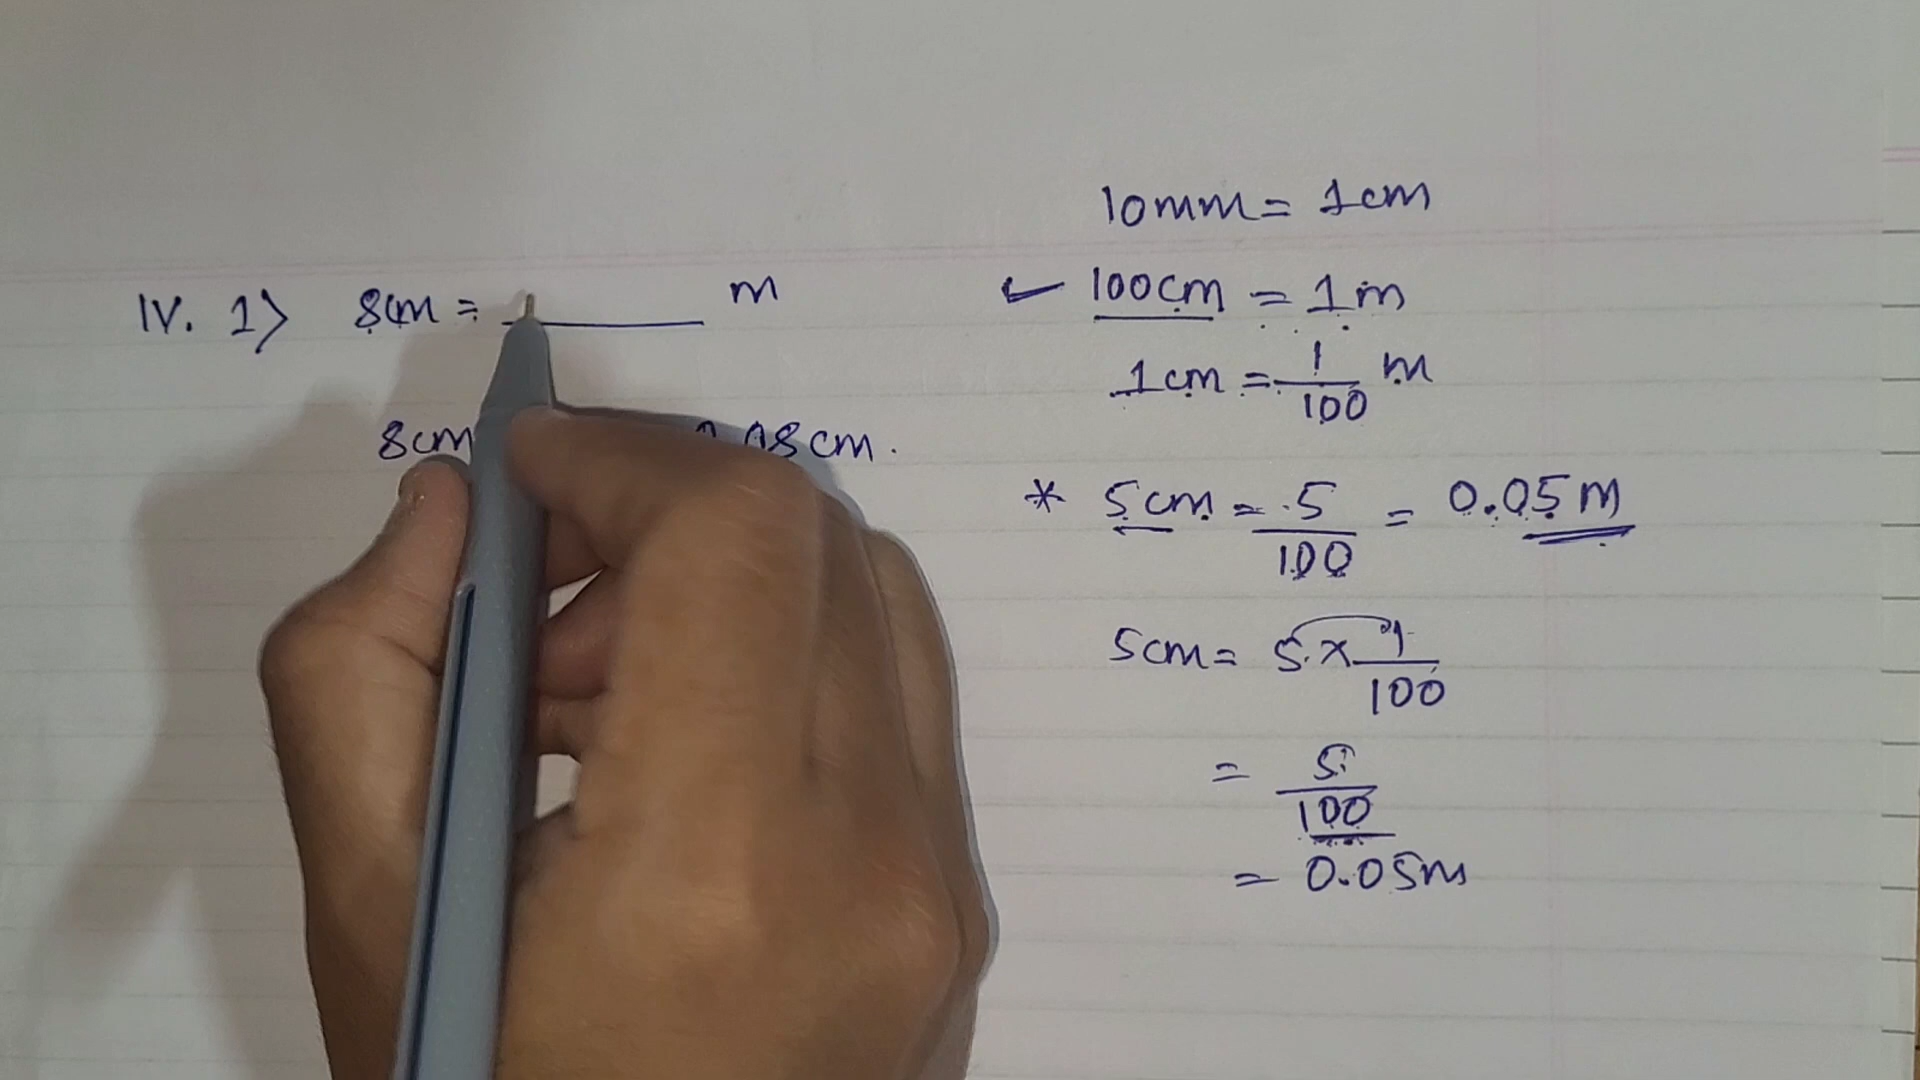 IV. 1) 8cm = ________ m
8cm .08cm.
10mm = 1cm
✓ 100cm = 1m
1cm = 1/100 m
* 5cm = 5/100 = 0.05m
5cm = 5 x 1/100
= 5/100
= 0.05m